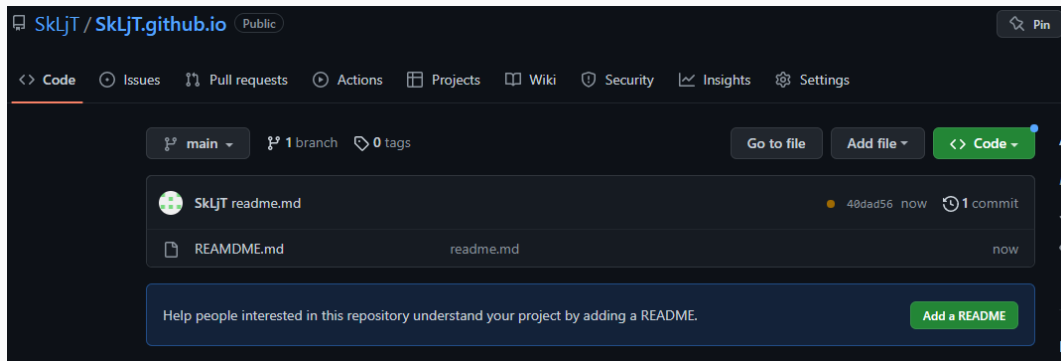 SkLjT / SkLjT.github.io Public Pin
Code Issues Pull requests Actions Projects Wiki Security Insights Settings
main 1 branch 0 tags Go to file Add file Code
SkLjT readme.md 40dad56 now 1 commit
REAMDME.md readme.md now
Help people interested in this repository understand your project by adding a README. Add a README